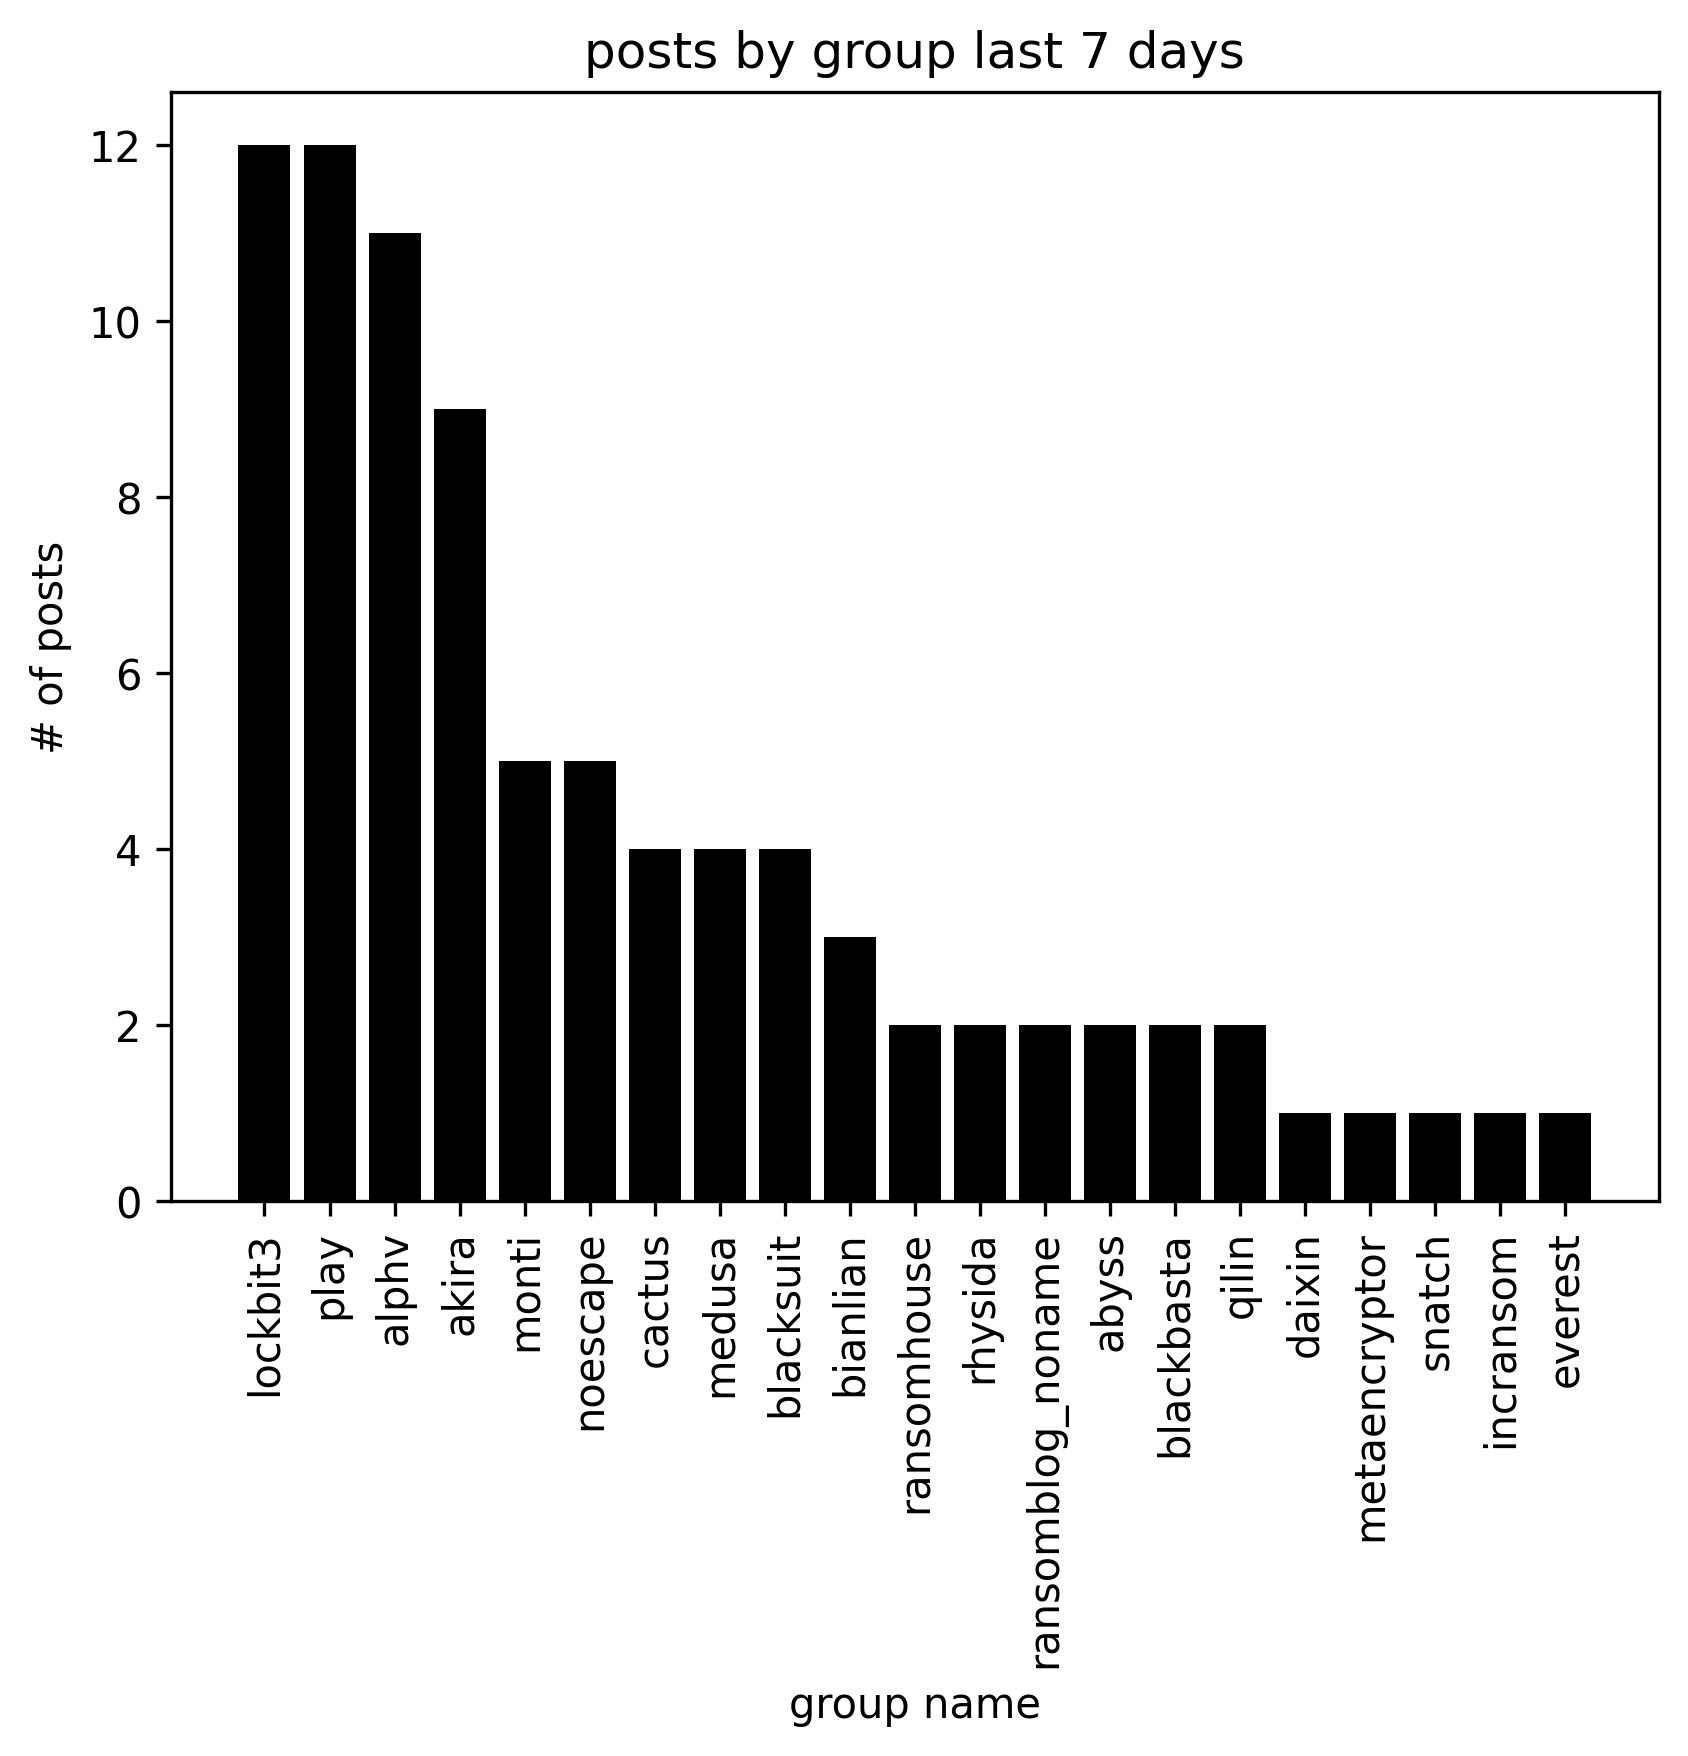 posts by group last 7 days
# of posts
12
10
8
6
4
2
0
lockbit3
play
alphv
akira
monti
noescape
cactus
medusa
blacksuit
bianlian
ransomhouse
rhysida
ransomblog_noname
abyss
blackbasta
qilin
daixin
metaencryptor
snatch
incransom
everest
group name